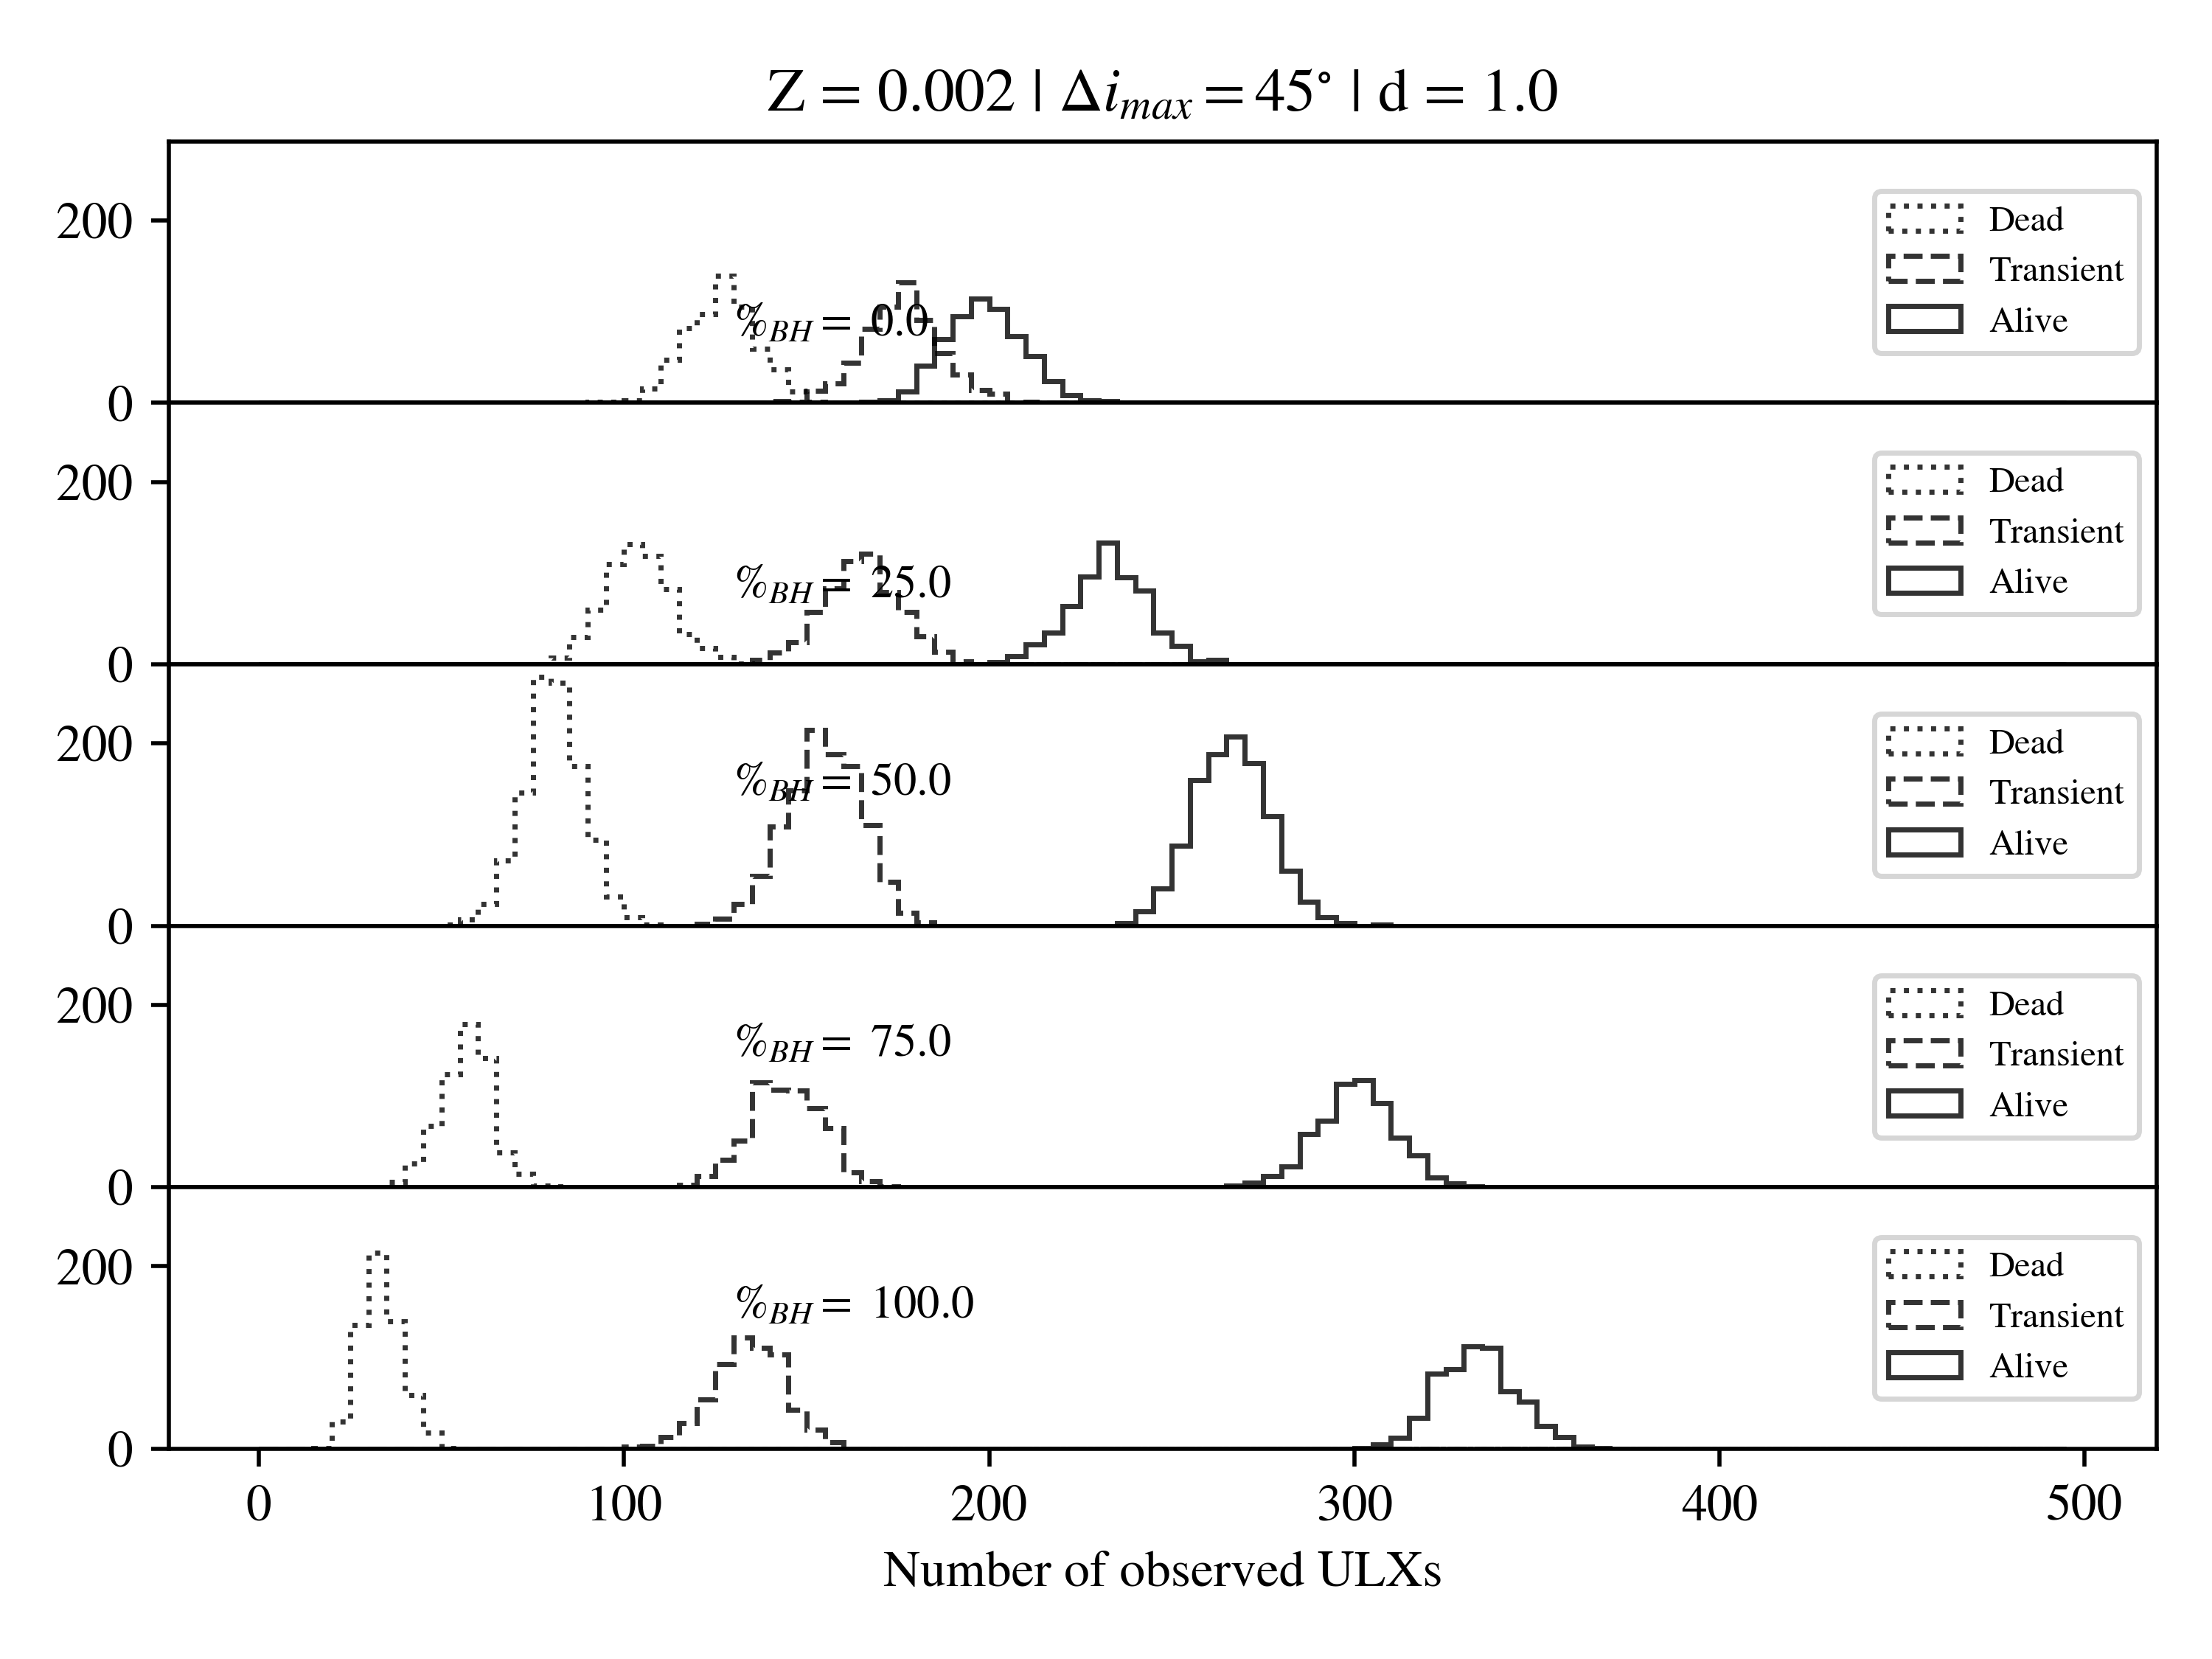 Z = 0.002 | Δi_max = 45° | d = 1.0
200
0
%_BH = 0.0
Dead
Transient
Alive
200
0
%_BH = 25.0
Dead
Transient
Alive
200
0
%_BH = 50.0
Dead
Transient
Alive
200
0
%_BH = 75.0
Dead
Transient
Alive
200
0
%_BH = 100.0
Dead
Transient
Alive
0 100 200 300 400 500
Number of observed ULXs